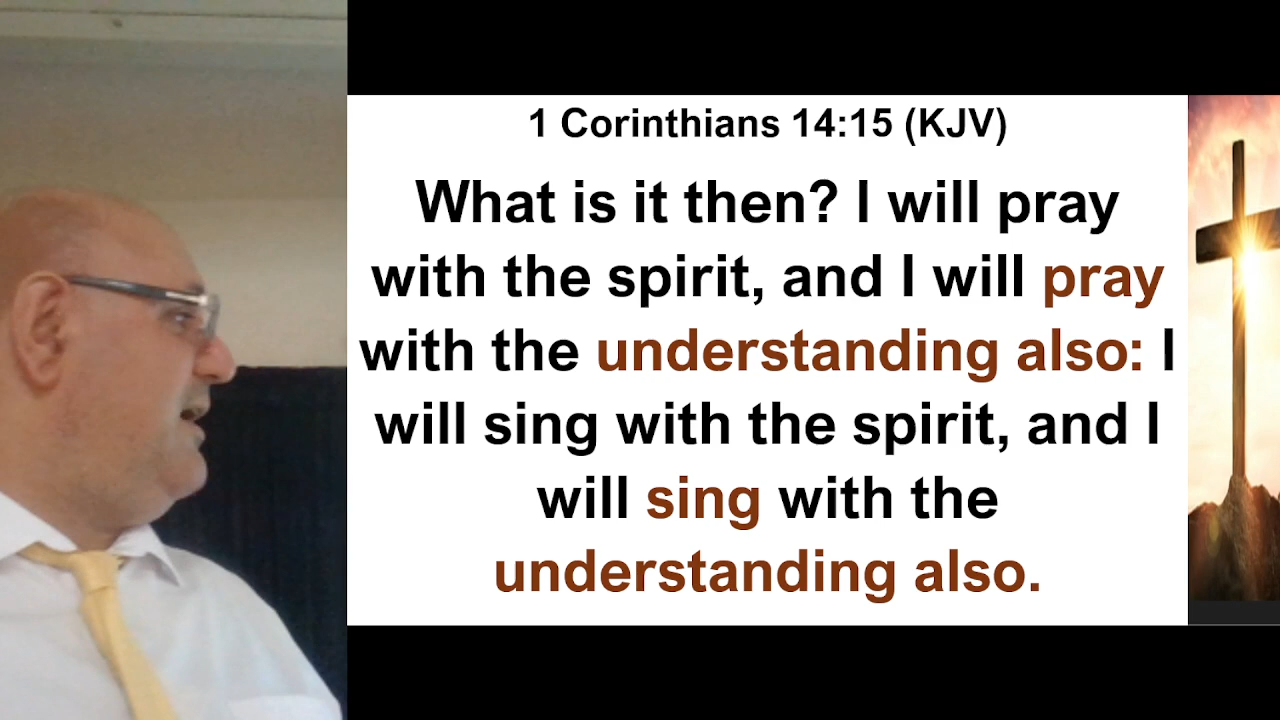 1 Corinthians 14:15 (KJV)
What is it then? I will pray
with the spirit, and I will pray
with the understanding also: I
will sing with the spirit, and I
will sing with the
understanding also.